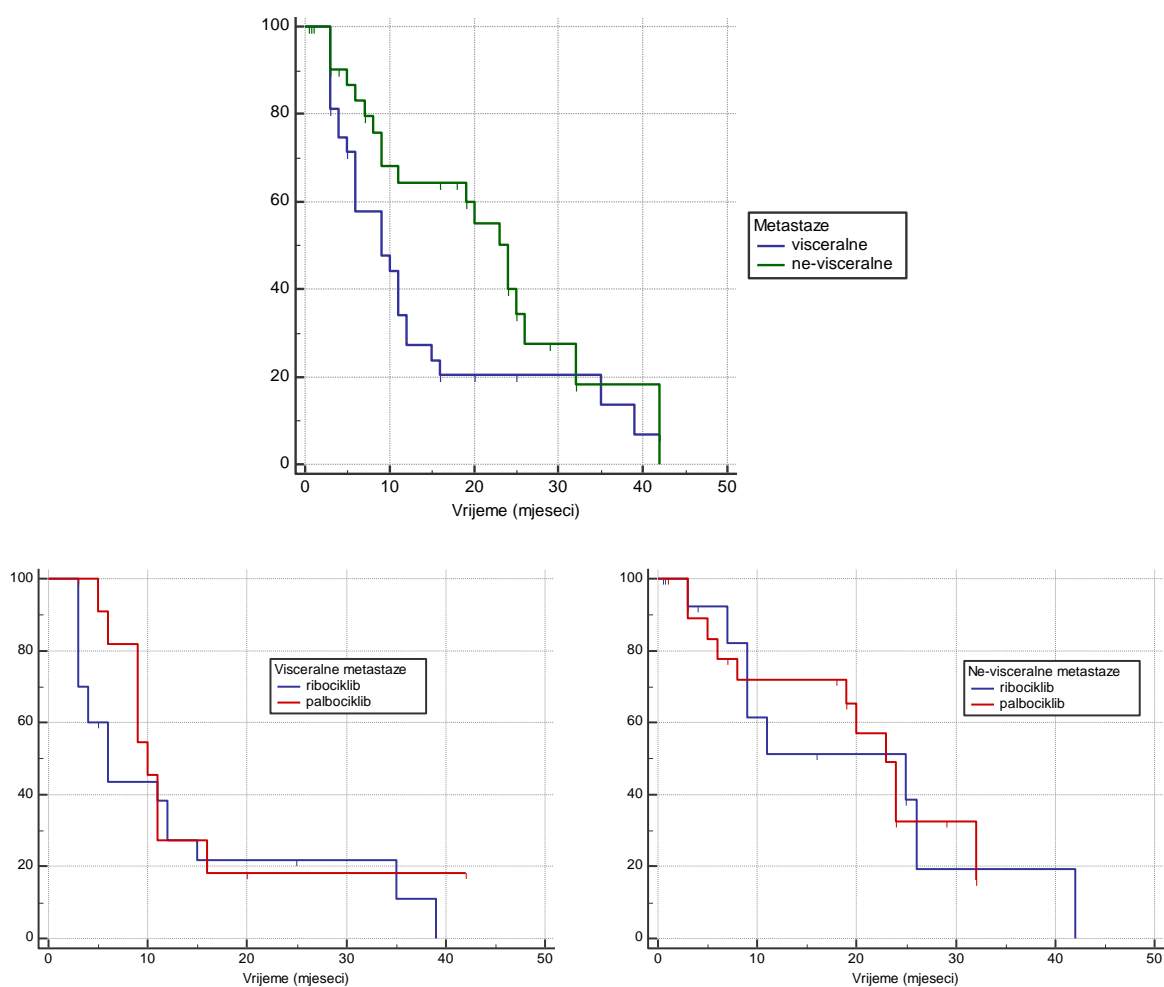 100
80
60
40
20
0
0 10 20 30 40 50
Vrijeme (mjeseci)
Metastaze
visceralne
ne-visceralne
100
80
60
40
20
0
0 10 20 30 40 50
Vrijeme (mjeseci)
Visceralne metastaze
ribociklib
palbociklib
100
80
60
40
20
0
0 10 20 30 40 50
Vrijeme (mjeseci)
Ne-visceralne metastaze
ribociklib
palbociklib